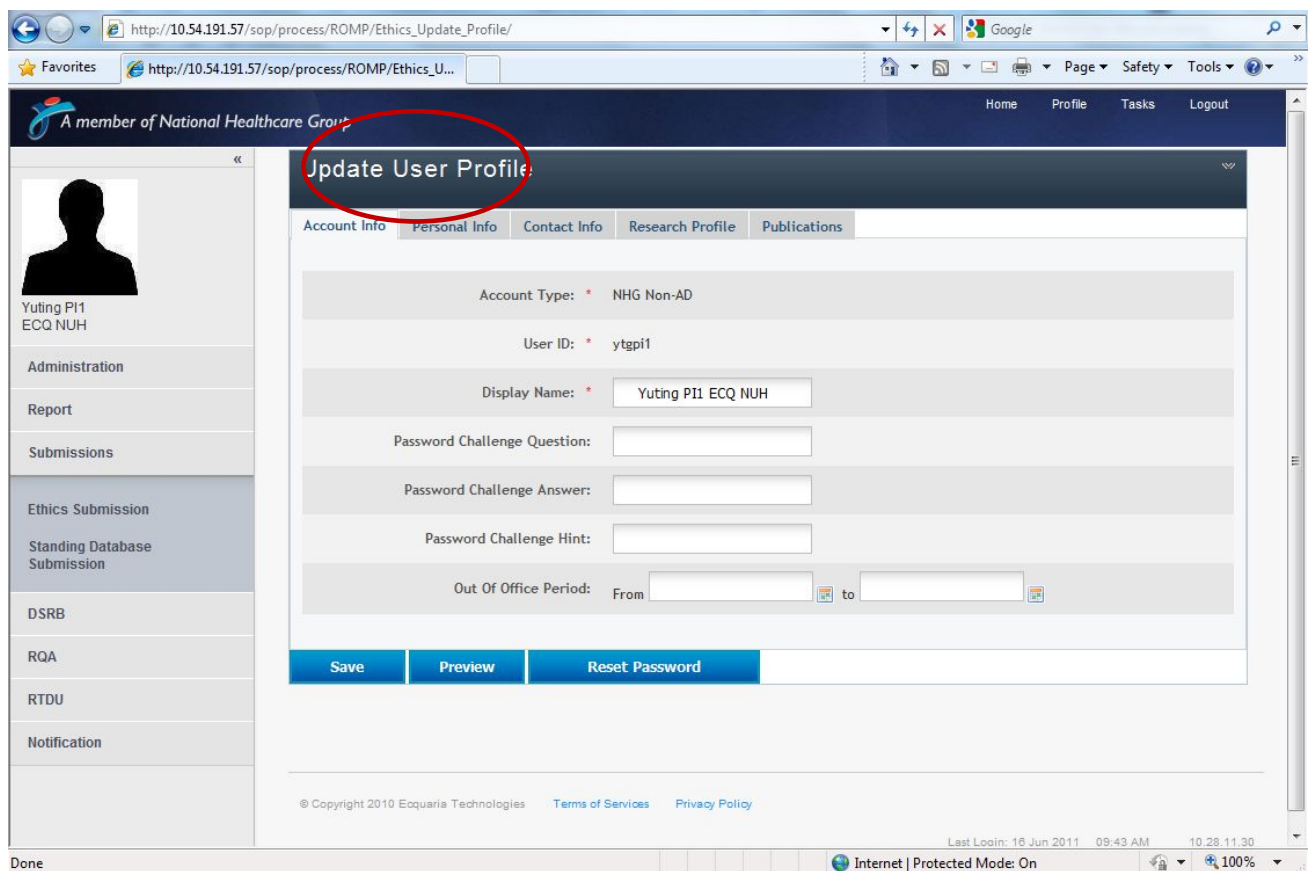 http://10.54.191.57/sop/process/ROMP/Ethics_Update_Profile/
Google
Favorites
http://10.54.191.57/sop/process/ROMP/Ethics_U...
Page Safety Tools
A member of National Healthcare Group
Home Profile Tasks Logout
«
Update User Profile
Account Info Personal Info Contact Info Research Profile Publications
Yuting PI1
ECQ NUH
Administration
Report
Submissions
Ethics Submission
Standing Database
Submission
DSRB
RQA
RTDU
Notification
Account Type: * NHG Non-AD
User ID: * ytgpi1
Display Name: * Yuting PI1 ECQ NUH
Password Challenge Question:
Password Challenge Answer:
Password Challenge Hint:
Out Of Office Period: From to
Save Preview Reset Password
© Copyright 2010 Ecquaria Technologies Terms of Services Privacy Policy
Last Login: 16 Jun 2011 09:43 AM 10.28.11.30
Done
Internet | Protected Mode: On
100%